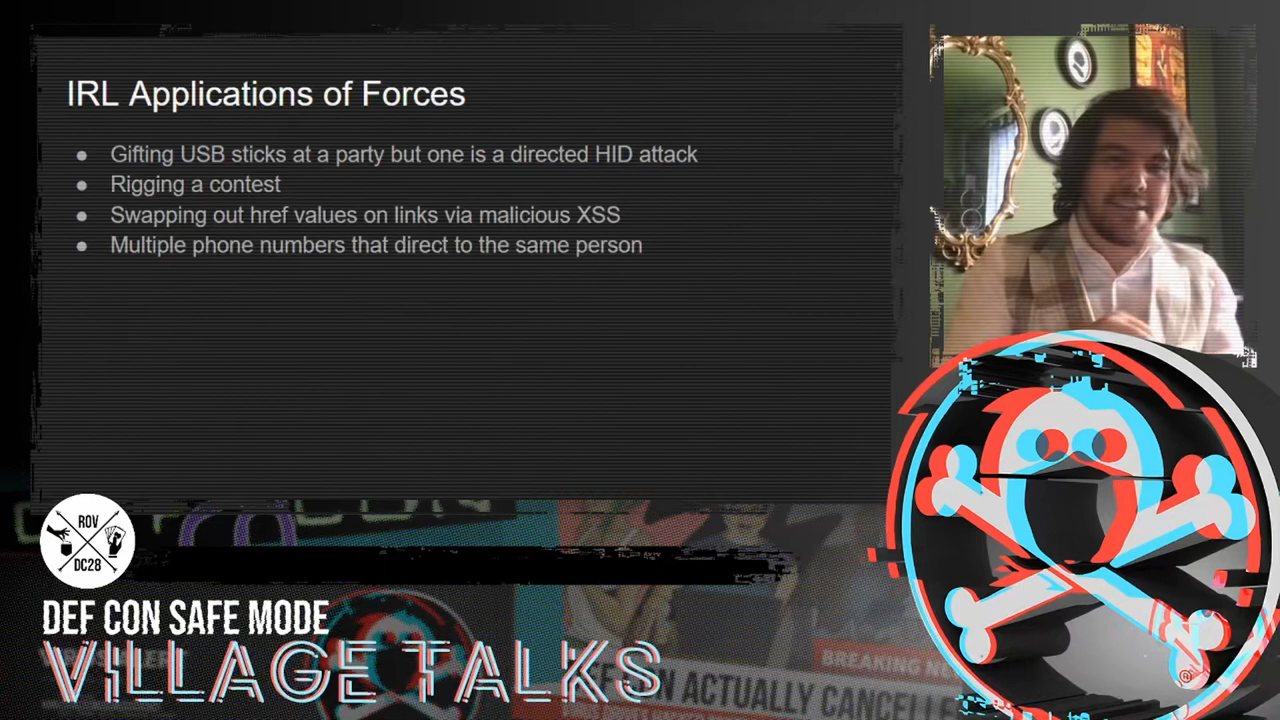 IRL Applications of Forces
● Gifting USB sticks at a party but one is a directed HID attack
● Rigging a contest
● Swapping out href values on links via malicious XSS
● Multiple phone numbers that direct to the same person
ROV
DC28
DEF CON SAFE MODE
VILLAGE TALKS
BREAKING
CON ACTUALLY
®